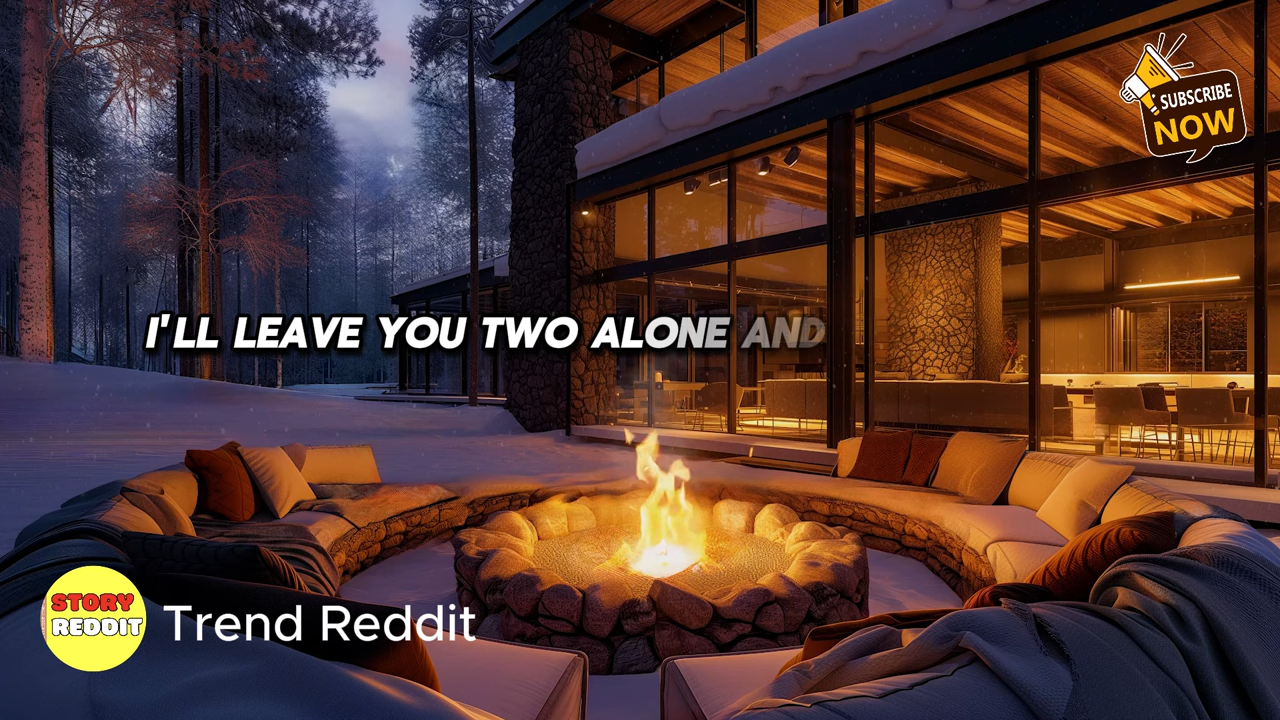 SUBSCRIBE
NOW
I'LL LEAVE YOU TWO ALONE AND
STORY
REDDIT
Trend Reddit